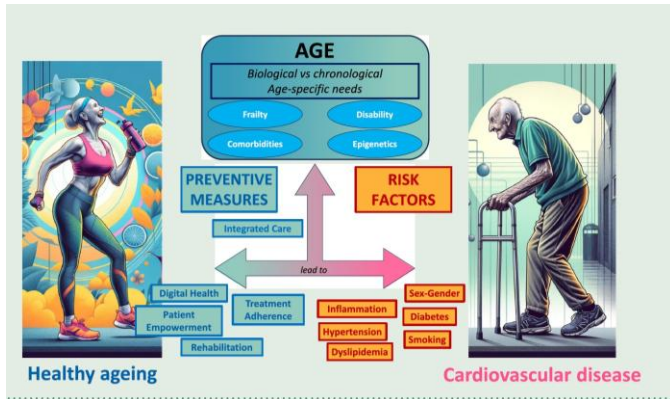 AGE
Biological vs chronological
Age-specific needs
Frailty
Disability
Comorbidities
Epigenetics
PREVENTIVE
MEASURES
RISK
FACTORS
Integrated Care
lead to
Digital Health
Patient
Empowerment
Treatment
Adherence
Rehabilitation
Sex-Gender
Inflammation
Diabetes
Hypertension
Smoking
Dyslipidemia
Healthy ageing
Cardiovascular disease